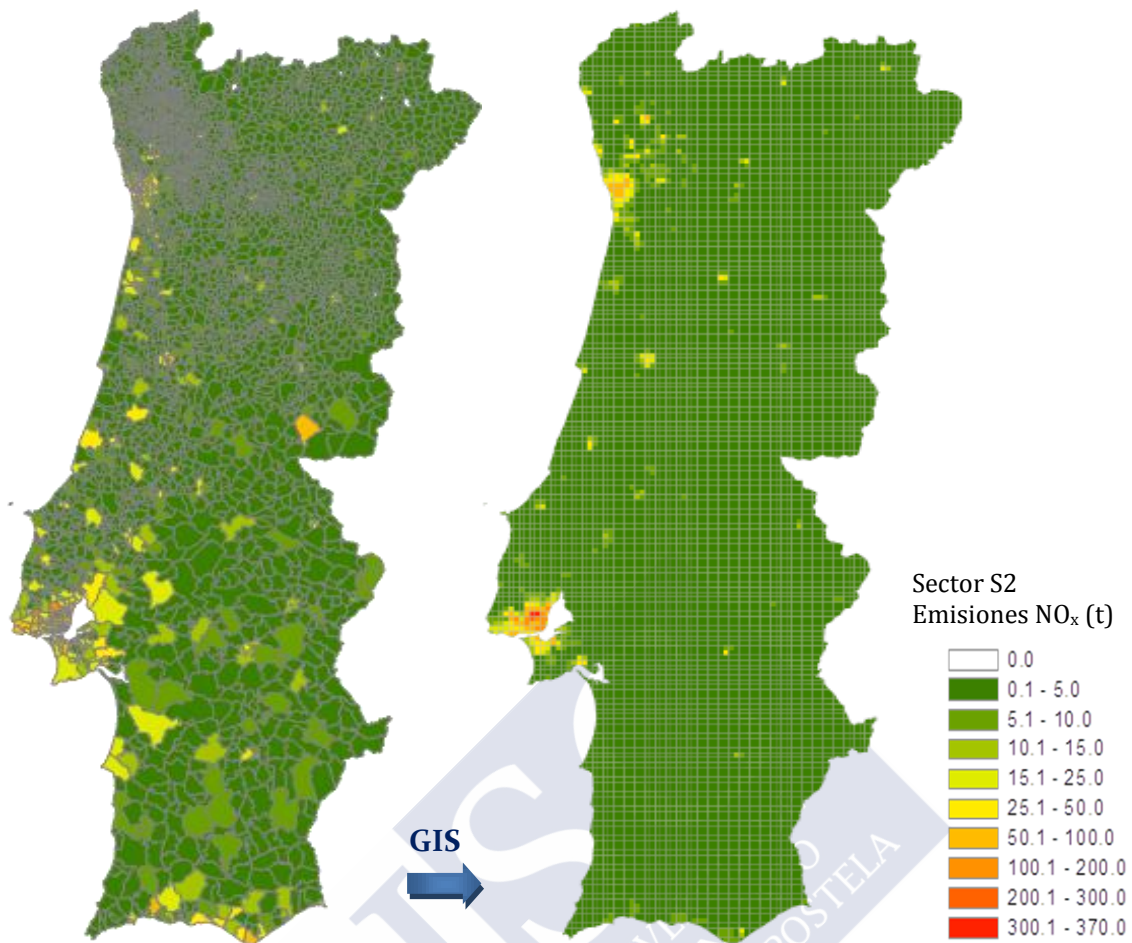 Sector S2
Emisiones NOₓ (t)
0.0
0.1 - 5.0
5.1 - 10.0
10.1 - 15.0
15.1 - 25.0
25.1 - 50.0
50.1 - 100.0
100.1 - 200.0
200.1 - 300.0
300.1 - 370.0
GIS